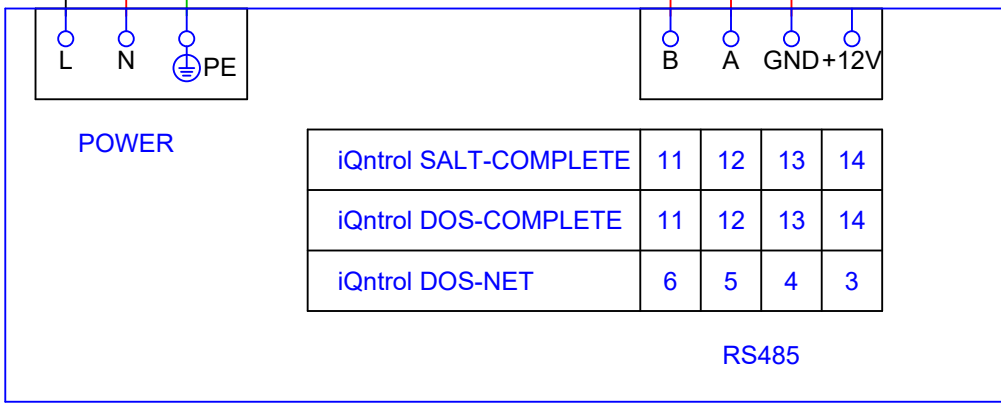 L N PE B A GND +12V
POWER
iQntrol SALT-COMPLETE 11 12 13 14
iQntrol DOS-COMPLETE 11 12 13 14
iQntrol DOS-NET 6 5 4 3
RS485